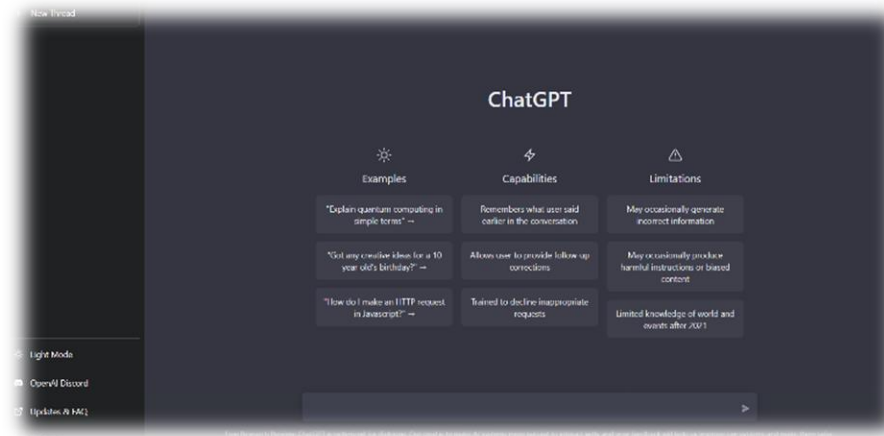 New Thread
ChatGPT
Examples
Capabilities
Limitations
"Explain quantum computing in
simple terms" →
Remembers what user said
earlier in the conversation
May occasionally generate
incorrect information
"Got any creative ideas for a 10
year old's birthday?" →
Allows user to provide follow-up
corrections
May occasionally produce
harmful instructions or biased
content
"How do I make an HTTP request
in Javascript?" →
Trained to decline inappropriate
requests
Limited knowledge of world and
events after 2021
Light Mode
OpenAI Discord
Updates & FAQ